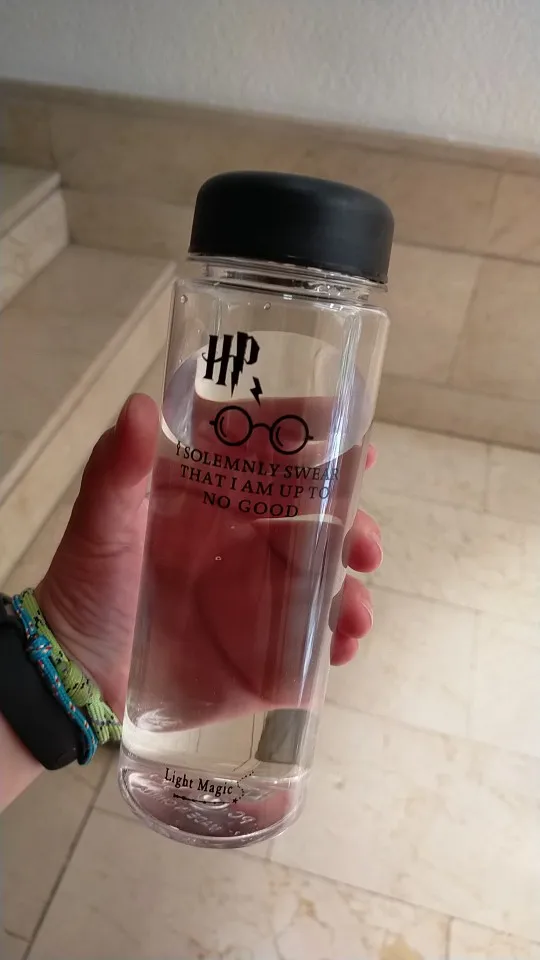 HP
I SOLEMNLY SWEAR
THAT I AM UP TO
NO GOOD
Light Magic